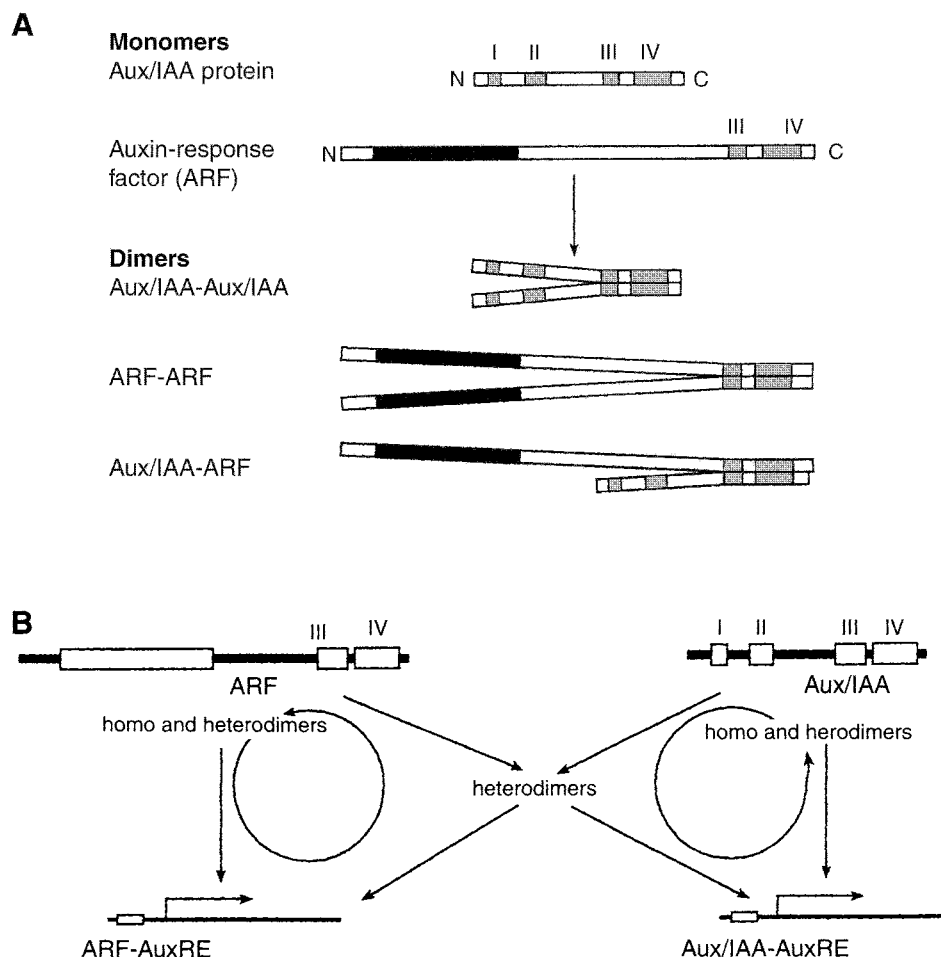 A
Monomers
I II III IV
Aux/IAA protein
N C
III IV
Auxin-response
factor (ARF)
N C
Dimers
Aux/IAA-Aux/IAA
ARF-ARF
Aux/IAA-ARF
B
III IV
I II III IV
ARF
Aux/IAA
homo and heterodimers
homo and herodimers
heterodimers
ARF-AuxRE
Aux/IAA-AuxRE